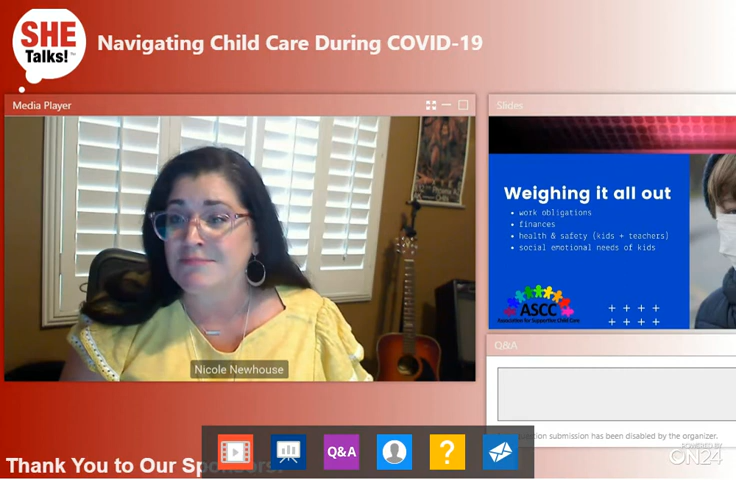 SHE
Talks!
Navigating Child Care During COVID-19
Media Player
Slides
Weighing it all out
work obligations
finances
health & safety (kids + teachers)
social emotional needs of kids
ASCC
Association for Supportive Child Care
Nicole Newhouse
Q&A
submission has been disabled by the organizer.
Q&A
?
Thank You to Our Sponsors!
POWERED BY
ON24